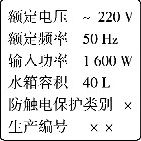 额定电压 ~ 220 V
额定频率 50 Hz
输入功率 1 600 W
水箱容积 40 L
防触电保护类别 ×
生产编号 × ×